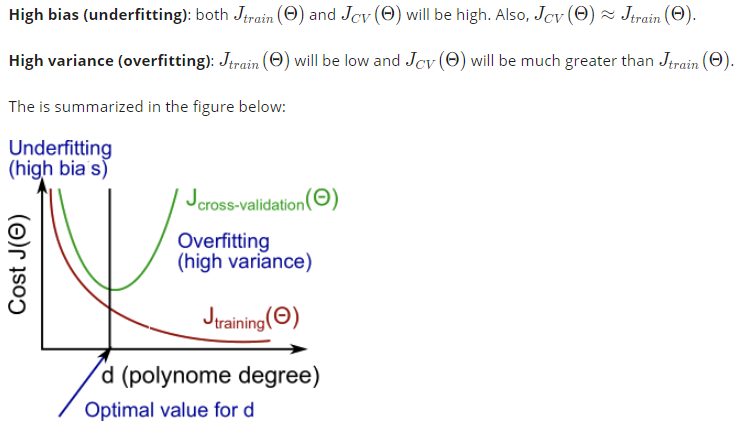 High bias (underfitting): both J_train(Θ) and J_CV(Θ) will be high. Also, J_CV(Θ) ≈ J_train(Θ).
High variance (overfitting): J_train(Θ) will be low and J_CV(Θ) will be much greater than J_train(Θ).
The is summarized in the figure below:
Underfitting
(high bia s)
J_cross-validation(Θ)
Overfitting
(high variance)
Cost J(Θ)
J_training(Θ)
d (polynome degree)
Optimal value for d